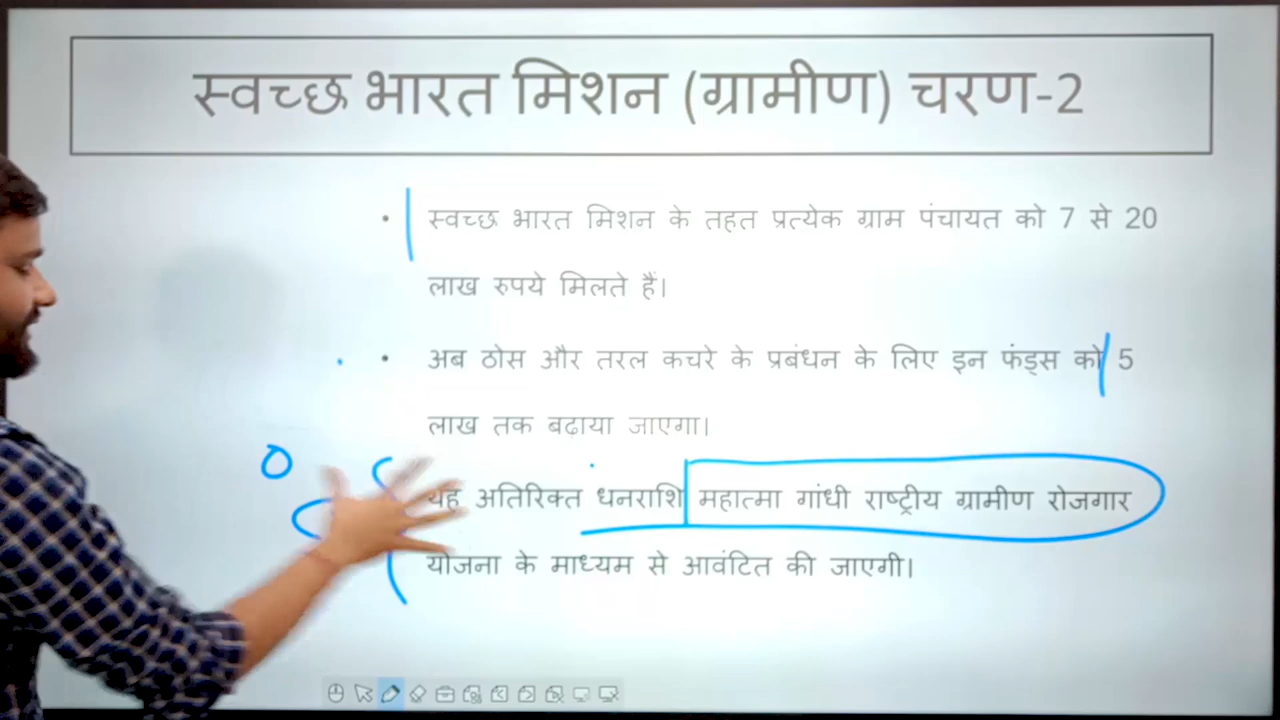 स्वच्छ भारत मिशन (ग्रामीण) चरण-2
• स्वच्छ भारत मिशन के तहत प्रत्येक ग्राम पंचायत को 7 से 20
लाख रुपये मिलते हैं।
• अब ठोस और तरल कचरे के प्रबंधन के लिए इन फंड्स को 5
लाख तक बढ़ाया जाएगा।
यह अतिरिक्त धनराशि महात्मा गांधी राष्ट्रीय ग्रामीण रोजगार
योजना के माध्यम से आवंटित की जाएगी।